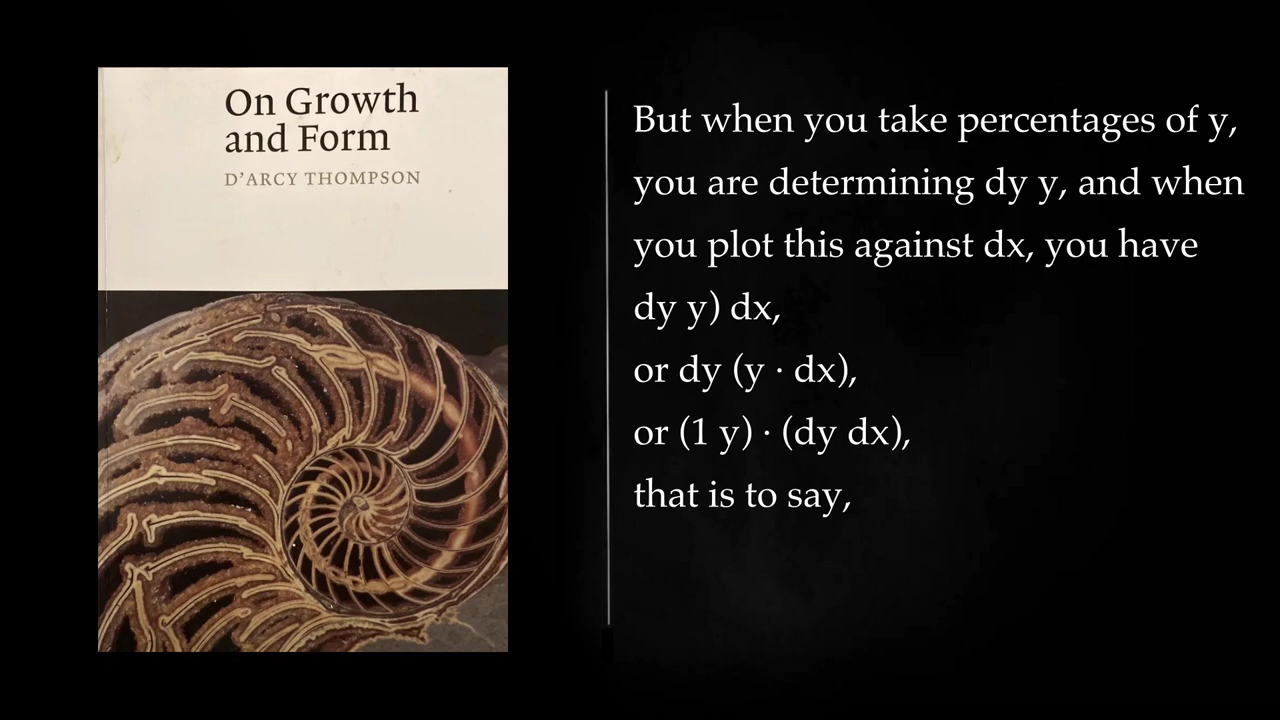 On Growth
and Form
D'ARCY THOMPSON
But when you take percentages of y,
you are determining dy y, and when
you plot this against dx, you have
dy y) dx,
or dy (y · dx),
or (1 y) · (dy dx),
that is to say,